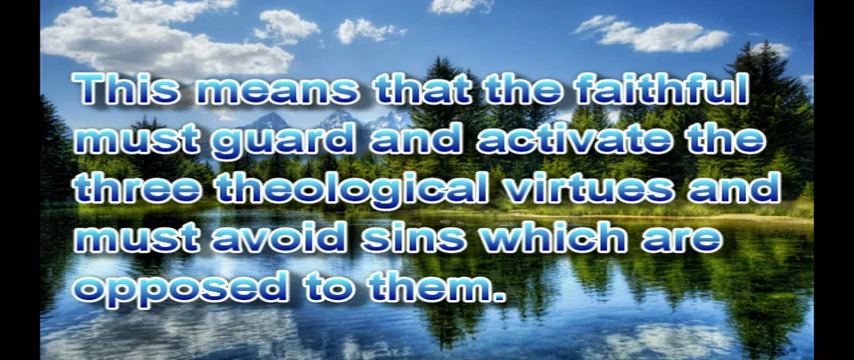 This means that the faithful
must guard and activate the
three theological virtues and
must avoid sins which are
opposed to them.